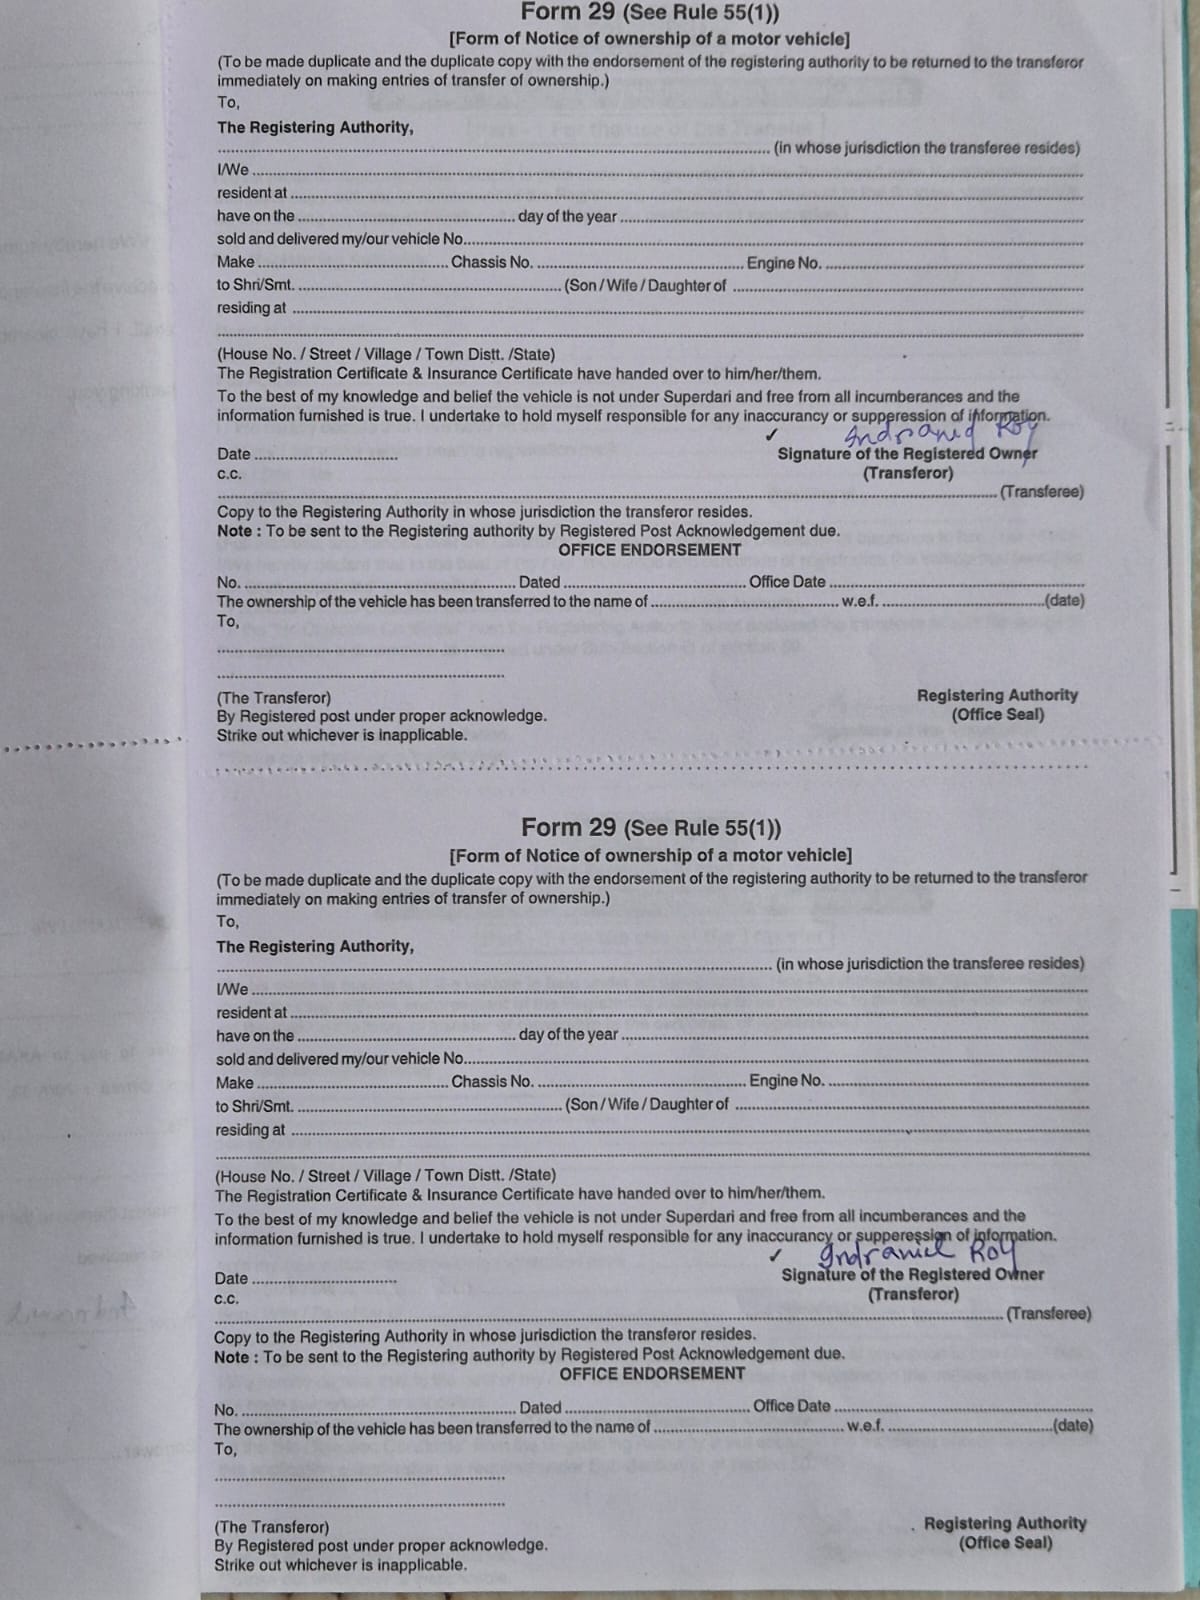 Form 29 (See Rule 55(1))
[Form of Notice of ownership of a motor vehicle]
(To be made duplicate and the duplicate copy with the endorsement of the registering authority to be returned to the transferor
immediately on making entries of transfer of ownership.)
To,
The Registering Authority,
.................... (in whose jurisdiction the transferee resides)
I/We ....................
resident at ....................
have on the .................... day of the year ....................
sold and delivered my/our vehicle No....................
Make .................... Chassis No. .................... Engine No. ....................
to Shri/Smt. .................... (Son / Wife / Daughter of ....................
residing at ....................
....................
(House No. / Street / Village / Town Distt. /State)
The Registration Certificate & Insurance Certificate have handed over to him/her/them.
To the best of my knowledge and belief the vehicle is not under Superdari and free from all incumberances and the
information furnished is true. I undertake to hold myself responsible for any inaccurancy or supperession of information.
✓ Indraniel Roy
Date .................... Signature of the Registered Owner
c.c. (Transferor)
.................... (Transferee)
Copy to the Registering Authority in whose jurisdiction the transferor resides.
Note : To be sent to the Registering authority by Registered Post Acknowledgement due.
OFFICE ENDORSEMENT
No. .................... Dated .................... Office Date ....................
The ownership of the vehicle has been transferred to the name of .................... w.e.f. ....................(date)
To,
....................
....................
(The Transferor) Registering Authority
By Registered post under proper acknowledge. (Office Seal)
Strike out whichever is inapplicable.
Form 29 (See Rule 55(1))
[Form of Notice of ownership of a motor vehicle]
(To be made duplicate and the duplicate copy with the endorsement of the registering authority to be returned to the transferor
immediately on making entries of transfer of ownership.)
To,
The Registering Authority,
.................... (in whose jurisdiction the transferee resides)
I/We ....................
resident at ....................
have on the .................... day of the year ....................
sold and delivered my/our vehicle No....................
Make .................... Chassis No. .................... Engine No. ....................
to Shri/Smt. .................... (Son / Wife / Daughter of ....................
residing at ....................
....................
(House No. / Street / Village / Town Distt. /State)
The Registration Certificate & Insurance Certificate have handed over to him/her/them.
To the best of my knowledge and belief the vehicle is not under Superdari and free from all incumberances and the
information furnished is true. I undertake to hold myself responsible for any inaccurancy or supperession of information.
✓ Indraniel Roy
Date .................... Signature of the Registered Owner
c.c. (Transferor)
.................... (Transferee)
Copy to the Registering Authority in whose jurisdiction the transferor resides.
Note : To be sent to the Registering authority by Registered Post Acknowledgement due.
OFFICE ENDORSEMENT
No. .................... Dated .................... Office Date ....................
The ownership of the vehicle has been transferred to the name of .................... w.e.f. ....................(date)
To,
....................
....................
(The Transferor) Registering Authority
By Registered post under proper acknowledge. (Office Seal)
Strike out whichever is inapplicable.